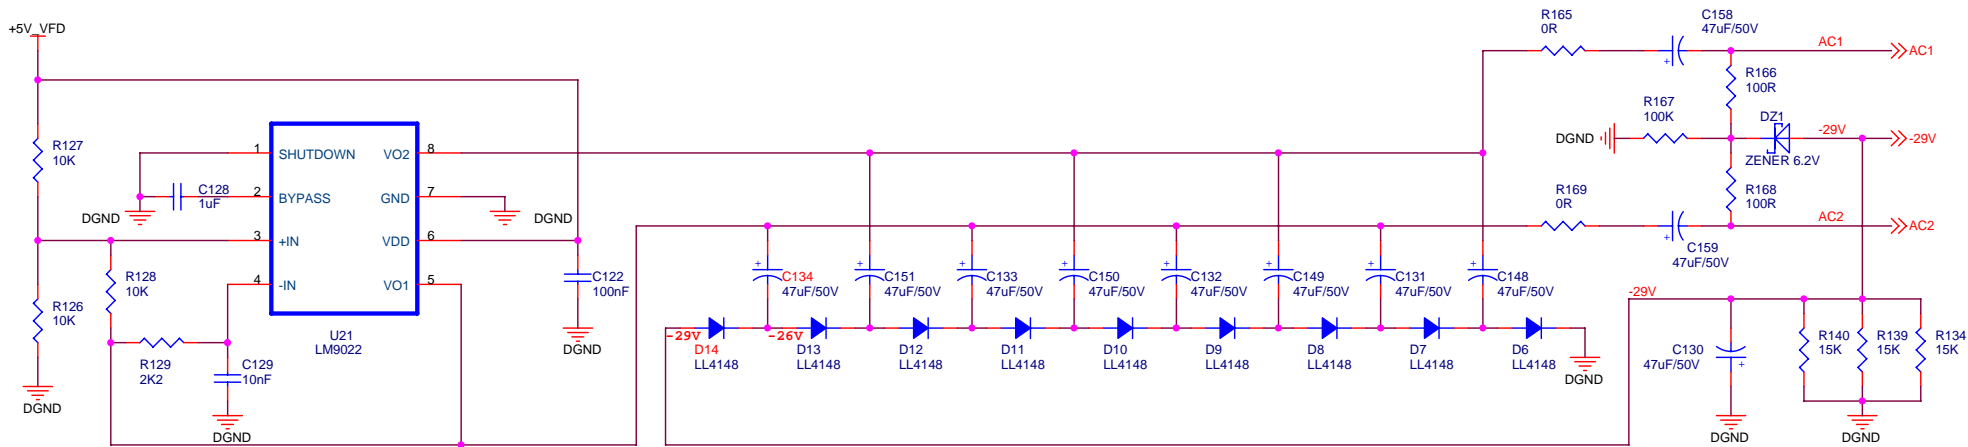 +5V_VFD
R127
10K
R126
10K
R128
10K
R129
2K2
DGND
C128
1uF
DGND
1
SHUTDOWN
2
BYPASS
3
+IN
4
-IN
VO2
8
GND
7
VDD
6
VO1
5
U21
LM9022
C129
10nF
DGND
DGND
C122
100nF
DGND
C134
47uF/50V
C151
47uF/50V
C133
47uF/50V
C150
47uF/50V
C132
47uF/50V
C149
47uF/50V
C131
47uF/50V
C148
47uF/50V
-29V
D14
LL4148
-26V
D13
LL4148
D12
LL4148
D11
LL4148
D10
LL4148
D9
LL4148
D8
LL4148
D7
LL4148
D6
LL4148
DGND
R165
0R
C158
47uF/50V
+
AC1
AC1
R166
100R
R167
100K
DGND
DZ1
ZENER 6.2V
-29V
-29V
R168
100R
R169
0R
C159
47uF/50V
+
AC2
AC2
-29V
C130
47uF/50V
+
DGND
R140
15K
R139
15K
R134
15K
DGND
+
+
+
+
+
+
+
+